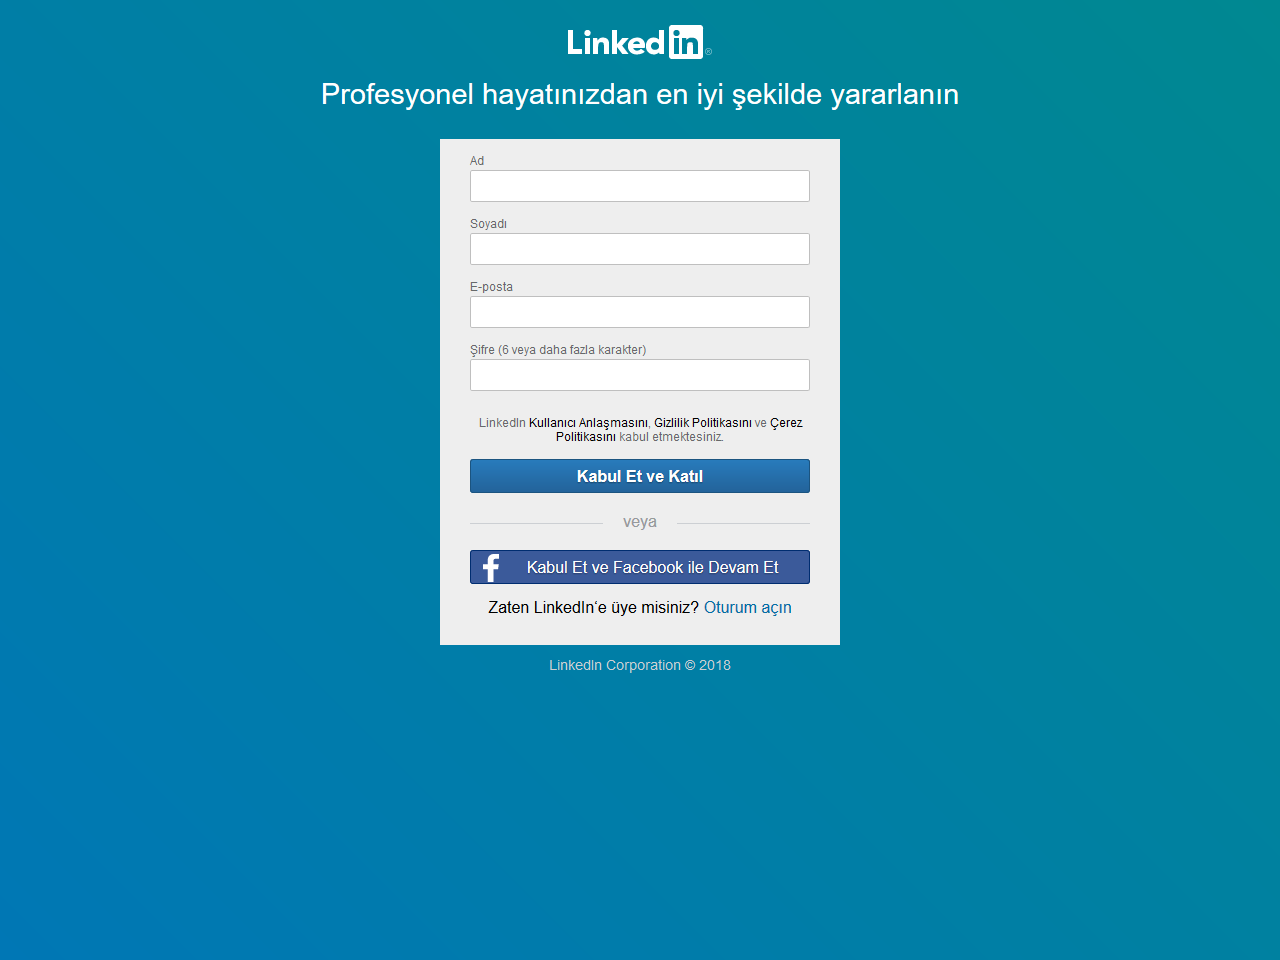 Linkedin®
Profesyonel hayatınızdan en iyi şekilde yararlanın
Ad
Soyadı
E-posta
Şifre (6 veya daha fazla karakter)
LinkedIn Kullanıcı Anlaşmasını, Gizlilik Politikasını ve Çerez
Politikasını kabul etmektesiniz.
Kabul Et ve Katıl
veya
f Kabul Et ve Facebook ile Devam Et
Zaten LinkedIn‘e üye misiniz? Oturum açın
LinkedIn Corporation © 2018